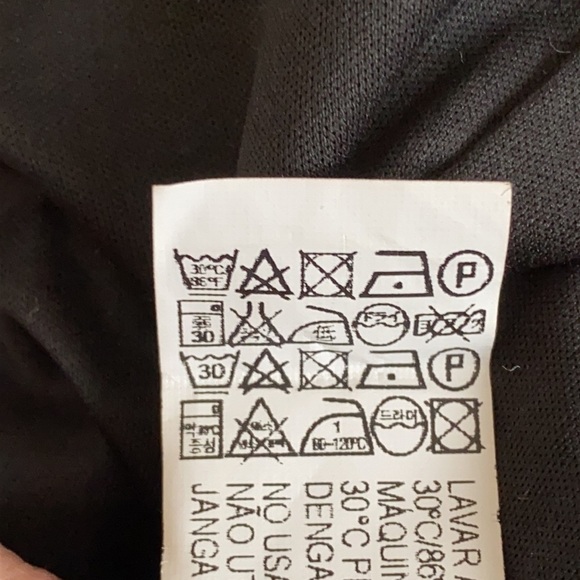 30°C
86°F
P
30
低
ドライ
30
P
1
80-120°C
드라이
LAVAR A
30°C/86
MÁQUIN
30°C P
DENGA
NO USA
NÃO UT
JANGA